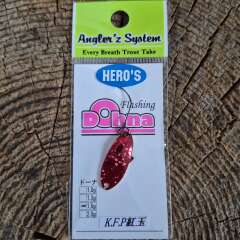 Angler'z System
Every Breath Trout Take
HERO'S
Flashing
Dohna
ドーナ
K.F.P紅玉